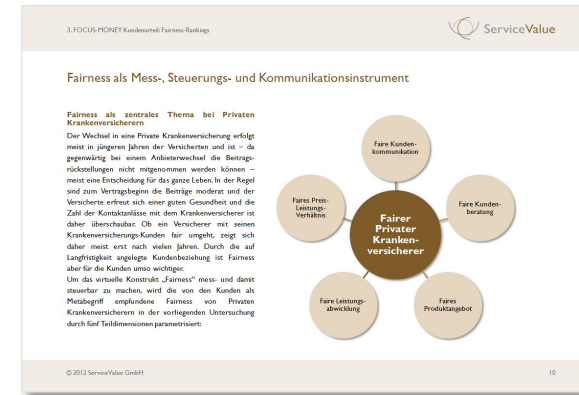 3. FOCUS-MONEY Kundenurteil: Fairness-Rankings
ServiceValue
Fairness als Mess-, Steuerungs- und Kommunikationsinstrument
Fairness als zentrales Thema bei Privaten
Krankenversicherern
Der Wechsel in eine Private Krankenversicherung erfolgt
meist in jüngeren Jahren der Versicherten und ist – da
gegenwärtig bei einem Anbieterwechsel die Beitrags-
rückstellungen nicht mitgenommen werden können –
meist eine Entscheidung für das ganze Leben. In der Regel
sind zum Vertragsbeginn die Beiträge moderat und der
Versicherte erfreut sich einer guten Gesundheit und die
Zahl der Kontaktanlässe mit dem Krankenversicherer ist
daher überschaubar. Ob ein Versicherer mit seinen
Krankenversicherungs-Kunden fair umgeht, zeigt sich
daher meist erst nach vielen Jahren. Durch die auf
Langfristigkeit angelegte Kundenbeziehung ist Fairness
aber für die Kunden umso wichtiger.
Um das virtuelle Konstrukt „Fairness“ mess- und damit
steuerbar zu machen, wird die von den Kunden als
Metabegriff empfundene Fairness von Privaten
Krankenversicherern in der vorliegenden Untersuchung
durch fünf Teildimensionen parametrisiert:
Faire Kunden-
kommunikation
Faires Preis-
Leistungs-
Verhältnis
Faire Kunden-
beratung
Fairer
Privater
Kranken-
versicherer
Faire Leistungs-
abwicklung
Faires
Produktangebot
© 2012 ServiceValue GmbH
10